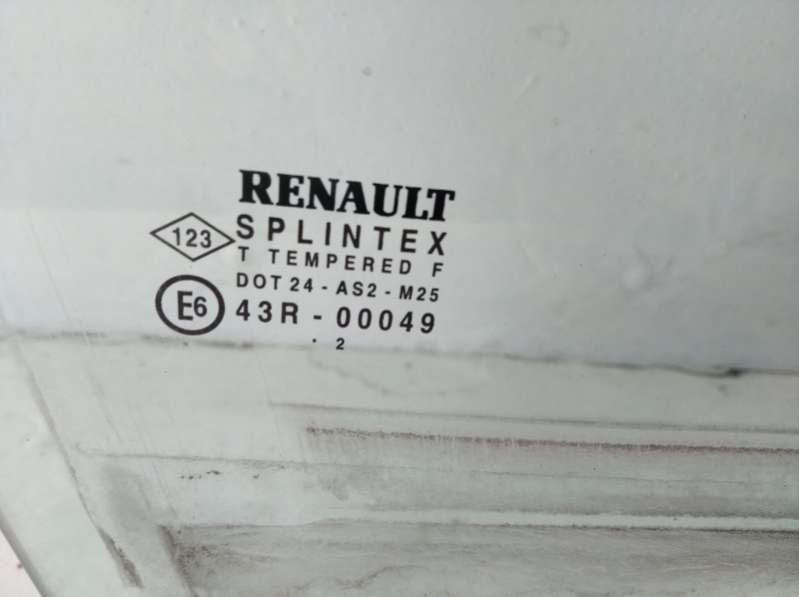 RENAULT
123 SPLINTEX
T TEMPERED F
DOT 24 - AS2 - M25
E6 43R - 00049
. 2